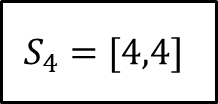 S₄ = [4,4]